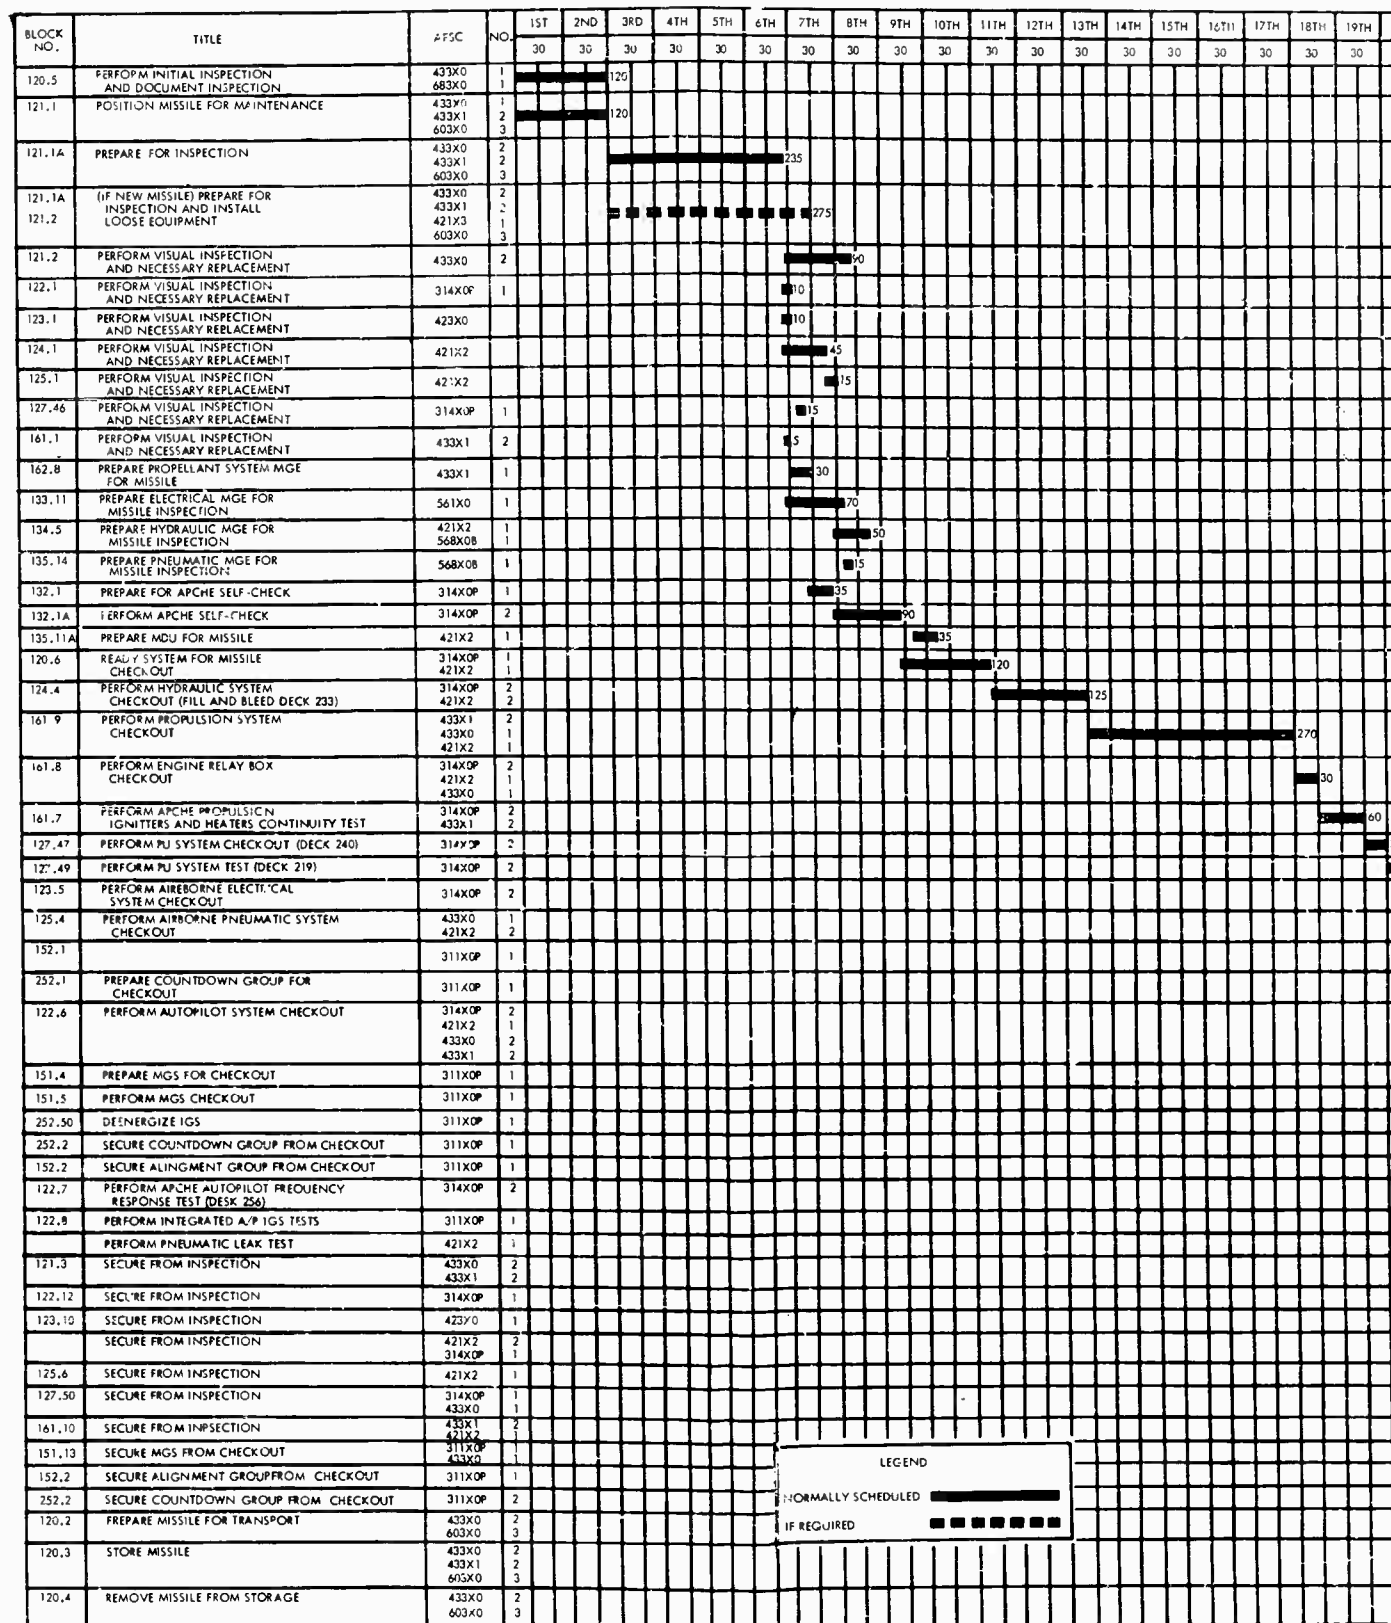 BLOCK NO. TITLE AFSC NO. 1ST 2ND 3RD 4TH 5TH 6TH 7TH 8TH 9TH 10TH 11TH 12TH 13TH 14TH 15TH 16TH 17TH 18TH 19TH
30 30 30 30 30 30 30 30 30 30 30 30 30 30 30 30 30 30 30
120.5 PERFORM INITIAL INSPECTION 433X0 1 120
AND DOCUMENT INSPECTION 683X0 1
121.1 POSITION MISSILE FOR MAINTENANCE 433X0 1
433X1 2 120
603X0 3
121.1A PREPARE FOR INSPECTION 433X0 2
433X1 2 235
603X0 3
121.1A (IF NEW MISSILE) PREPARE FOR 433X0 2
INSPECTION AND INSTALL 433X1 2 275
121.2 LOOSE EQUIPMENT 421X3 1
603X0 3
121.2 PERFORM VISUAL INSPECTION 433X0 2 90
AND NECESSARY REPLACEMENT
122.1 PERFORM VISUAL INSPECTION 314X0P 1 10
AND NECESSARY REPLACEMENT
123.1 PERFORM VISUAL INSPECTION 423X0 10
AND NECESSARY REPLACEMENT
124.1 PERFORM VISUAL INSPECTION 421X2 45
AND NECESSARY REPLACEMENT
125.1 PERFORM VISUAL INSPECTION 421X2 15
AND NECESSARY REPLACEMENT
127.46 PERFORM VISUAL INSPECTION 314X0P 1 15
AND NECESSARY REPLACEMENT
161.1 PERFORM VISUAL INSPECTION 433X1 2 5
AND NECESSARY REPLACEMENT
162.8 PREPARE PROPELLANT SYSTEM MGE 433X1 1 30
FOR MISSILE
133.11 PREPARE ELECTRICAL MGE FOR 561X0 1 70
MISSILE INSPECTION
134.5 PREPARE HYDRAULIC MGE FOR 421X2 1 50
MISSILE INSPECTION 568X0B 1
135.14 PREPARE PNEUMATIC MGE FOR 568X0B 1 15
MISSILE INSPECTION
132.1 PREPARE FOR APCHE SELF-CHECK 314X0P 1 35
132.1A PERFORM APCHE SELF-CHECK 314X0P 2 90
135.11A PREPARE MDU FOR MISSILE 421X2 1 35
120.6 READY SYSTEM FOR MISSILE 314X0P 1 120
CHECKOUT 421X2 1
124.4 PERFORM HYDRAULIC SYSTEM 314X0P 2 125
CHECKOUT (FILL AND BLEED DECK 233) 421X2 2
161.9 PERFORM PROPULSION SYSTEM 433X1 2
CHECKOUT 433X0 1 270
421X2 1
161.8 PERFORM ENGINE RELAY BOX 314X0P 2
CHECKOUT 421X2 1 30
433X0 1
161.7 PERFORM APCHE PROPULSION 314X0P 2 60
IGNITTERS AND HEATERS CONTINUITY TEST 433X1 2
127.47 PERFORM PU SYSTEM CHECKOUT (DECK 240) 314X0P 2
127.49 PERFORM PU SYSTEM TEST (DECK 219) 314X0P 2
123.5 PERFORM AIREBORNE ELECTRICAL 314X0P 2
SYSTEM CHECKOUT
125.4 PERFORM AIRBORNE PNEUMATIC SYSTEM 433X0 1
CHECKOUT 421X2 2
152.1 311X0P 1
252.1 PREPARE COUNTDOWN GROUP FOR 311X0P 1
CHECKOUT
122.6 PERFORM AUTOPILOT SYSTEM CHECKOUT 314X0P 2
421X2 1
433X0 2
433X1 2
151.4 PREPARE MGS FOR CHECKOUT 311X0P 1
151.5 PERFORM MGS CHECKOUT 311X0P 1
252.50 DEENERGIZE IGS 311X0P 1
252.2 SECURE COUNTDOWN GROUP FROM CHECKOUT 311X0P 1
152.2 SECURE ALINGMENT GROUP FROM CHECKOUT 311X0P 1
122.7 PERFORM APCHE AUTOPILOT FREQUENCY 314X0P 2
RESPONSE TEST (DESK 256)
122.8 PERFORM INTEGRATED A/P IGS TESTS 311X0P 1
PERFORM PNEUMATIC LEAK TEST 421X2 1
121.3 SECURE FROM INSPECTION 433X0 2
433X1 2
122.12 SECURE FROM INSPECTION 314X0P 1
123.10 SECURE FROM INSPECTION 423X0 1
SECURE FROM INSPECTION 421X2 2
314X0P 1
125.6 SECURE FROM INSPECTION 421X2 1
127.50 SECURE FROM INSPECTION 314X0P 1
433X0 1
161.10 SECURE FROM INPSECTION 433X1 2
421X2 1
151.13 SECURE MGS FROM CHECKOUT 311X0P 1
433X0 1
152.2 SECURE ALIGNMENT GROUPFROM CHECKOUT 311X0P 1
252.2 SECURE COUNTDOWN GROUP FROM CHECKOUT 311X0P 2
120.2 PREPARE MISSILE FOR TRANSPORT 433X0 2
603X0 3
120.3 STORE MISSILE 433X0 2
433X1 2
603X0 3
120.4 REMOVE MISSILE FROM STORAGE 433X0 2
603X0 3
LEGEND
NORMALLY SCHEDULED
IF REQUIRED